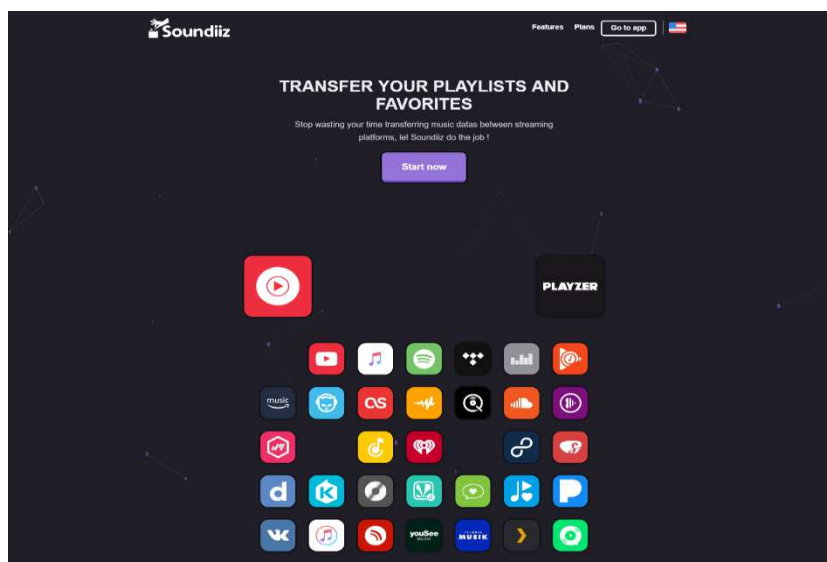 Soundiiz
Features Plans Go to app
TRANSFER YOUR PLAYLISTS AND
FAVORITES
Stop wasting your time transferring music datas between streaming
platforms, let Soundiiz do the job !
Start now
PLAYZER
music
youSee
MUSIK